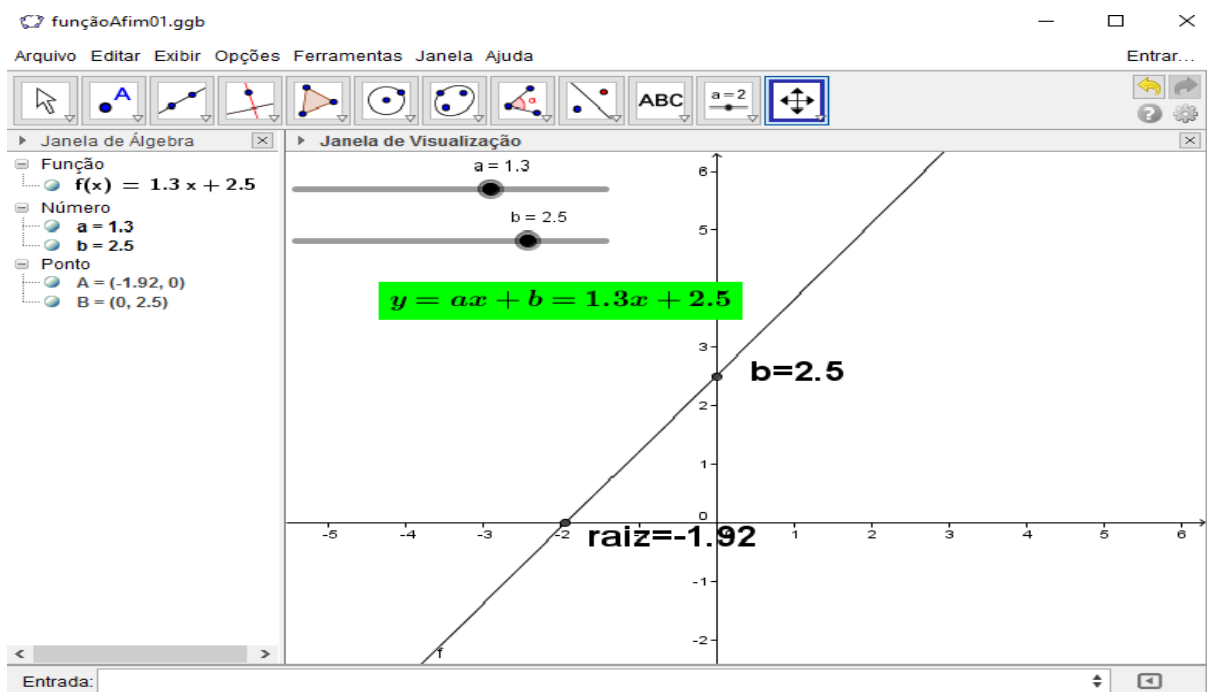 funçãoAfim01.ggb
Arquivo Editar Exibir Opções Ferramentas Janela Ajuda
Entrar...
A
α
ABC
a = 2
Janela de Álgebra
Função
f(x) = 1.3 x + 2.5
Número
a = 1.3
b = 2.5
Ponto
A = (-1.92, 0)
B = (0, 2.5)
Janela de Visualização
a = 1.3
b = 2.5
y = ax + b = 1.3x + 2.5
6
5
3
b=2.5
2
1
0
-5 -4 -3 -2 1 2 3 4 5 6
raiz=-1.92
-1
-2
f
Entrada: